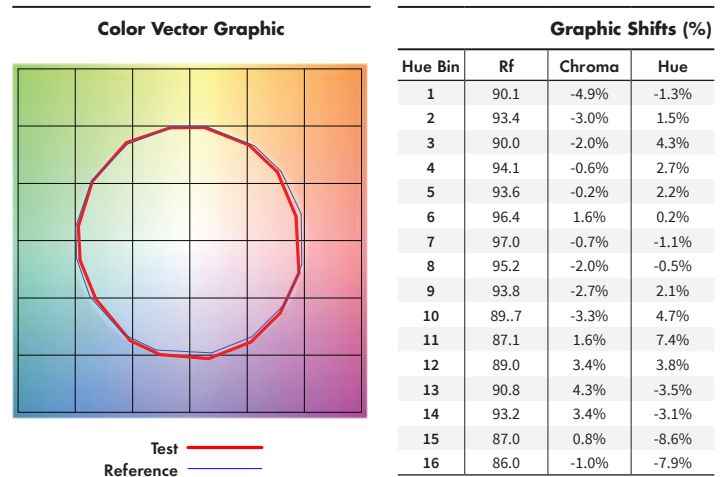 Color Vector Graphic
Test
Reference
Graphic Shifts (%)
Hue Bin Rf Chroma Hue
1 90.1 -4.9% -1.3%
2 93.4 -3.0% 1.5%
3 90.0 -2.0% 4.3%
4 94.1 -0.6% 2.7%
5 93.6 -0.2% 2.2%
6 96.4 1.6% 0.2%
7 97.0 -0.7% -1.1%
8 95.2 -2.0% -0.5%
9 93.8 -2.7% 2.1%
10 89..7 -3.3% 4.7%
11 87.1 1.6% 7.4%
12 89.0 3.4% 3.8%
13 90.8 4.3% -3.5%
14 93.2 3.4% -3.1%
15 87.0 0.8% -8.6%
16 86.0 -1.0% -7.9%